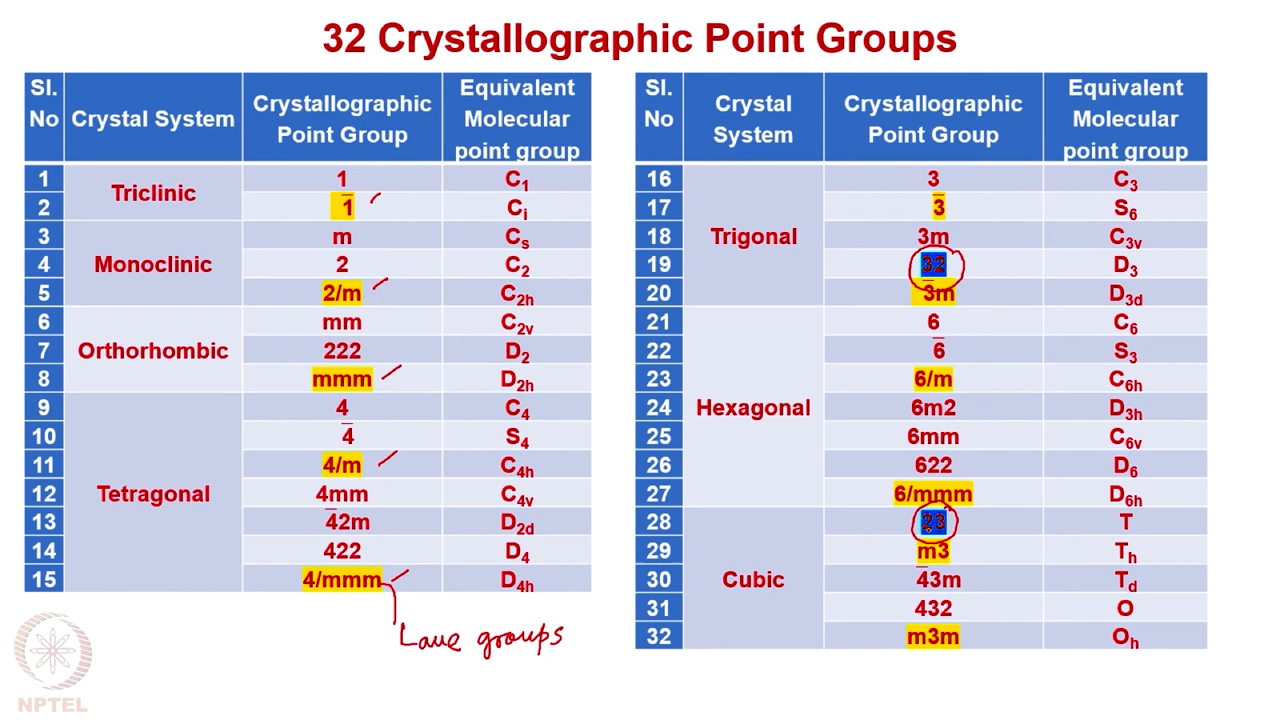 32 Crystallographic Point Groups
Sl. No Crystal System Crystallographic Point Group Equivalent Molecular point group
1 Triclinic 1 C₁
2 1̅ Cᵢ
3 Monoclinic m Cₛ
4 2 C₂
5 2/m C₂ₕ
6 Orthorhombic mm C₂ᵥ
7 222 D₂
8 mmm D₂ₕ
9 Tetragonal 4 C₄
10 4̅ S₄
11 4/m C₄ₕ
12 4mm C₄ᵥ
13 4̅2m D₂d
14 422 D₄
15 4/mmm D₄ₕ
Laue groups
Sl. No Crystal System Crystallographic Point Group Equivalent Molecular point group
16 Trigonal 3 C₃
17 3̅ S₆
18 3m C₃ᵥ
19 32 D₃
20 3̅m D₃d
21 Hexagonal 6 C₆
22 6̅ S₃
23 6/m C₆ₕ
24 6m2 D₃ₕ
25 6mm C₆ᵥ
26 622 D₆
27 6/mmm D₆ₕ
28 Cubic 23 T
29 m3 Tₕ
30 4̅3m Td
31 432 O
32 m3m Oₕ
NPTEL